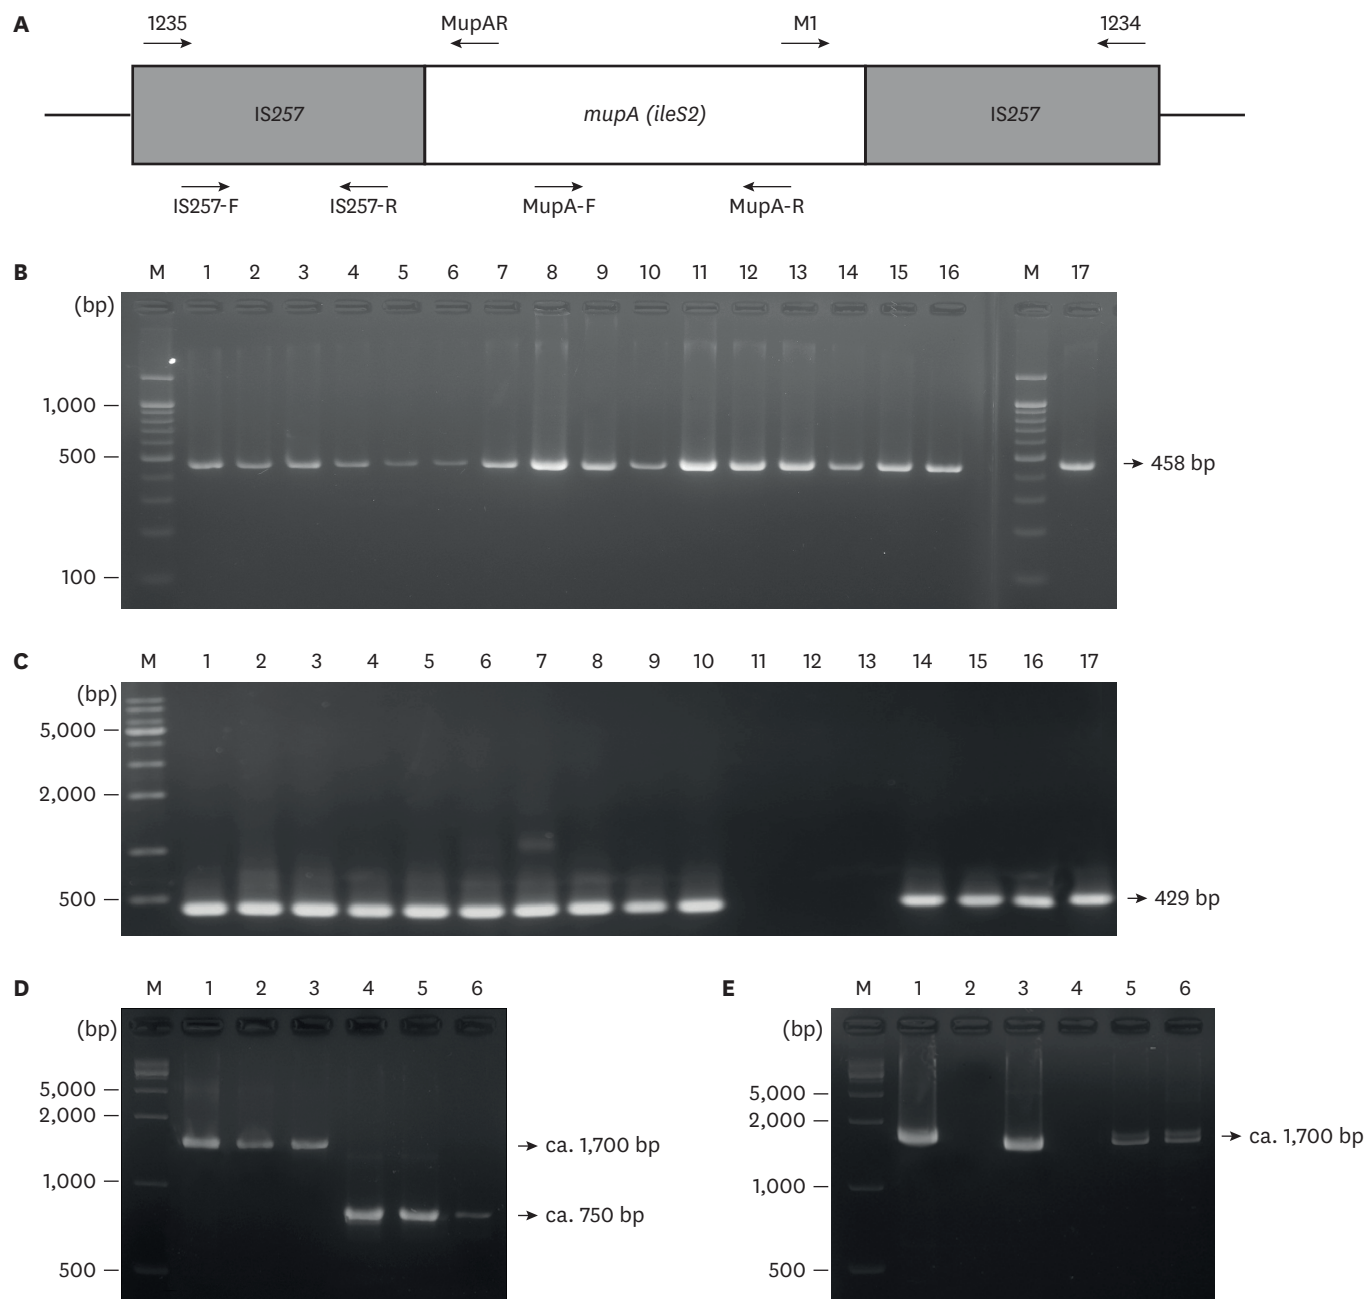 A
1235 MupAR M1 1234
IS257 mupA (ileS2) IS257
IS257-F IS257-R MupA-F MupA-R
B
M 1 2 3 4 5 6 7 8 9 10 11 12 13 14 15 16 M 17
(bp)
1,000
500
458 bp
100
C
M 1 2 3 4 5 6 7 8 9 10 11 12 13 14 15 16 17
(bp)
5,000
2,000
500
429 bp
D
M 1 2 3 4 5 6
(bp)
5,000
2,000
ca. 1,700 bp
1,000
ca. 750 bp
500
E
M 1 2 3 4 5 6
(bp)
5,000
2,000
ca. 1,700 bp
1,000
500